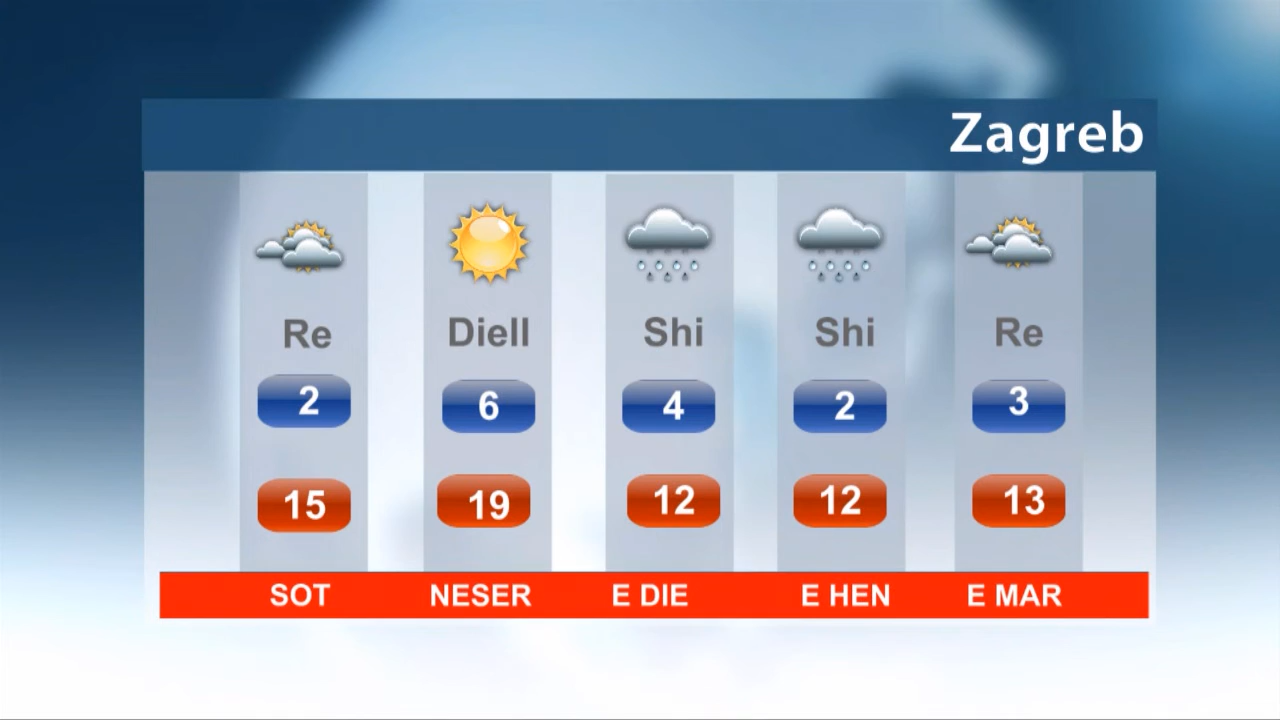 Zagreb
Re Diell Shi Shi Re
2 6 4 2 3
15 19 12 12 13
SOT NESER E DIE E HEN E MAR